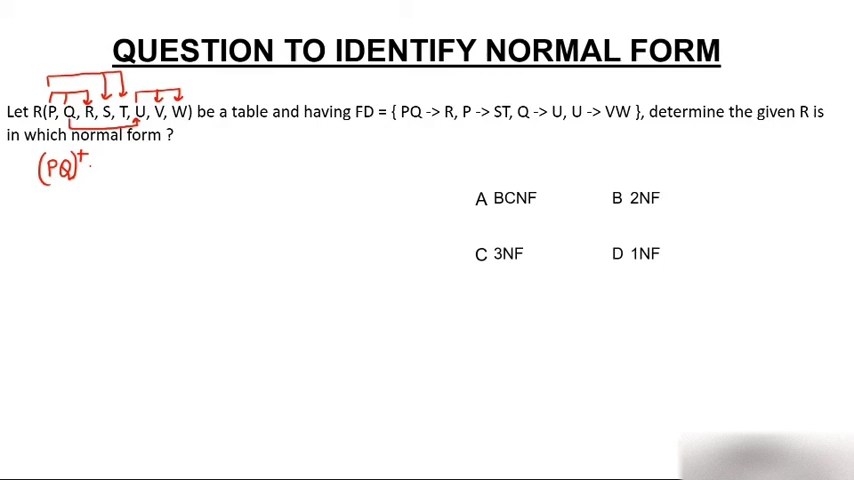 QUESTION TO IDENTIFY NORMAL FORM
Let R(P, Q, R, S, T, U, V, W) be a table and having FD = { PQ -> R, P -> ST, Q -> U, U -> VW }, determine the given R is
in which normal form ?
(PQ)+
A BCNF
B 2NF
C 3NF
D 1NF